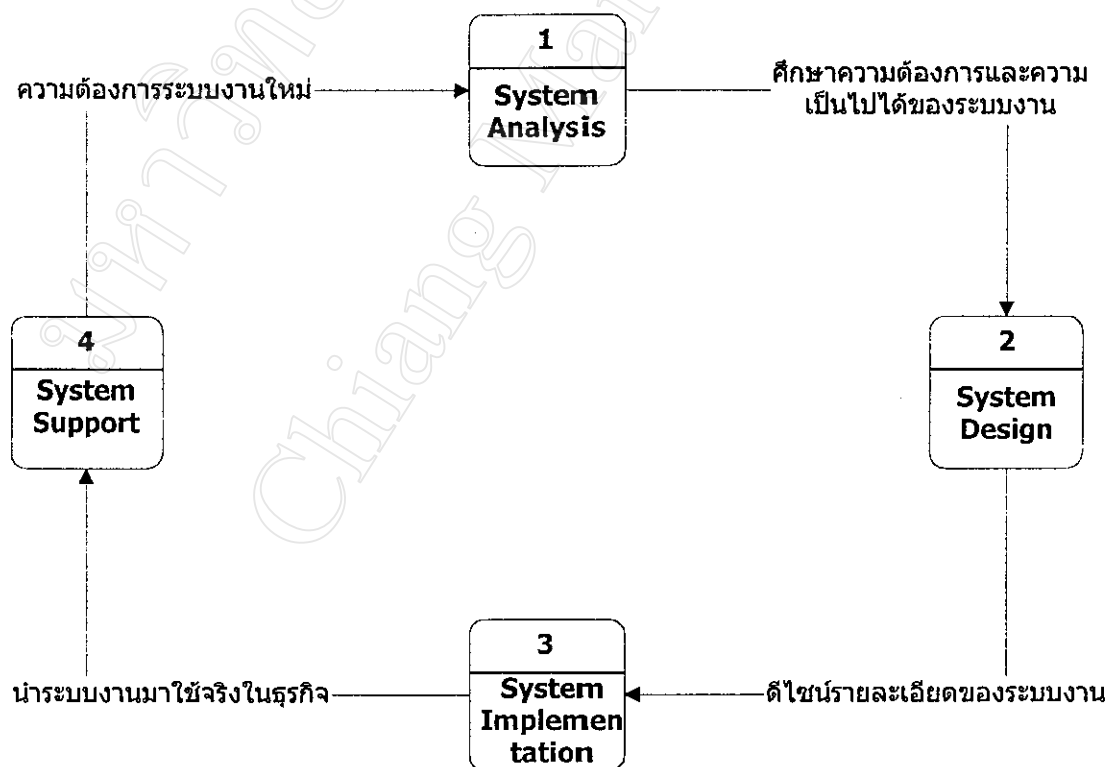 1
System
Analysis
ความต้องการระบบงานใหม่
ศึกษาความต้องการและความ
เป็นไปได้ของระบบงาน
4
System
Support
2
System
Design
3
System
Implemen
tation
นำระบบงานมาใช้จริงในธุรกิจ
ดีไซน์รายละเอียดของระบบงาน
Chiang Mai